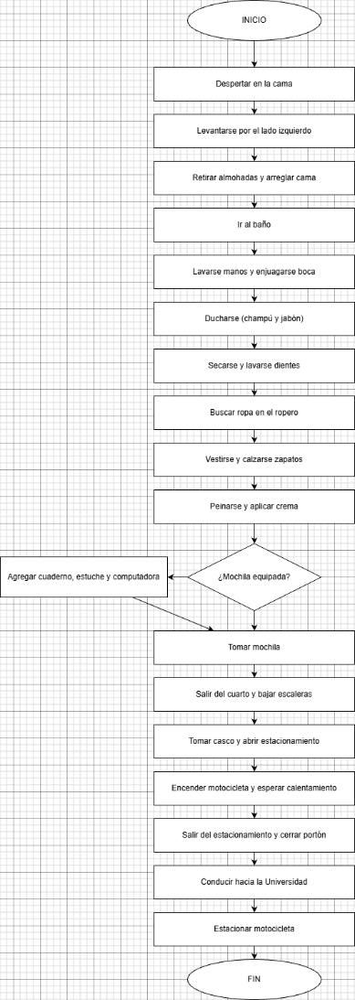 INICIO
Despertar en la cama
Levantarse por el lado izquierdo
Retirar almohadas y arreglar cama
Ir al baño
Lavarse manos y enjuagarse boca
Ducharse (champú y jabón)
Secarse y lavarse dientes
Buscar ropa en el ropero
Vestirse y calzarse zapatos
Peinarse y aplicar crema
¿Mochila equipada?
Agregar cuaderno, estuche y computadora
Tomar mochila
Salir del cuarto y bajar escaleras
Tomar casco y abrir estacionamiento
Encender motocicleta y esperar calentamiento
Salir del estacionamiento y cerrar portón
Conducir hacia la Universidad
Estacionar motocicleta
FIN